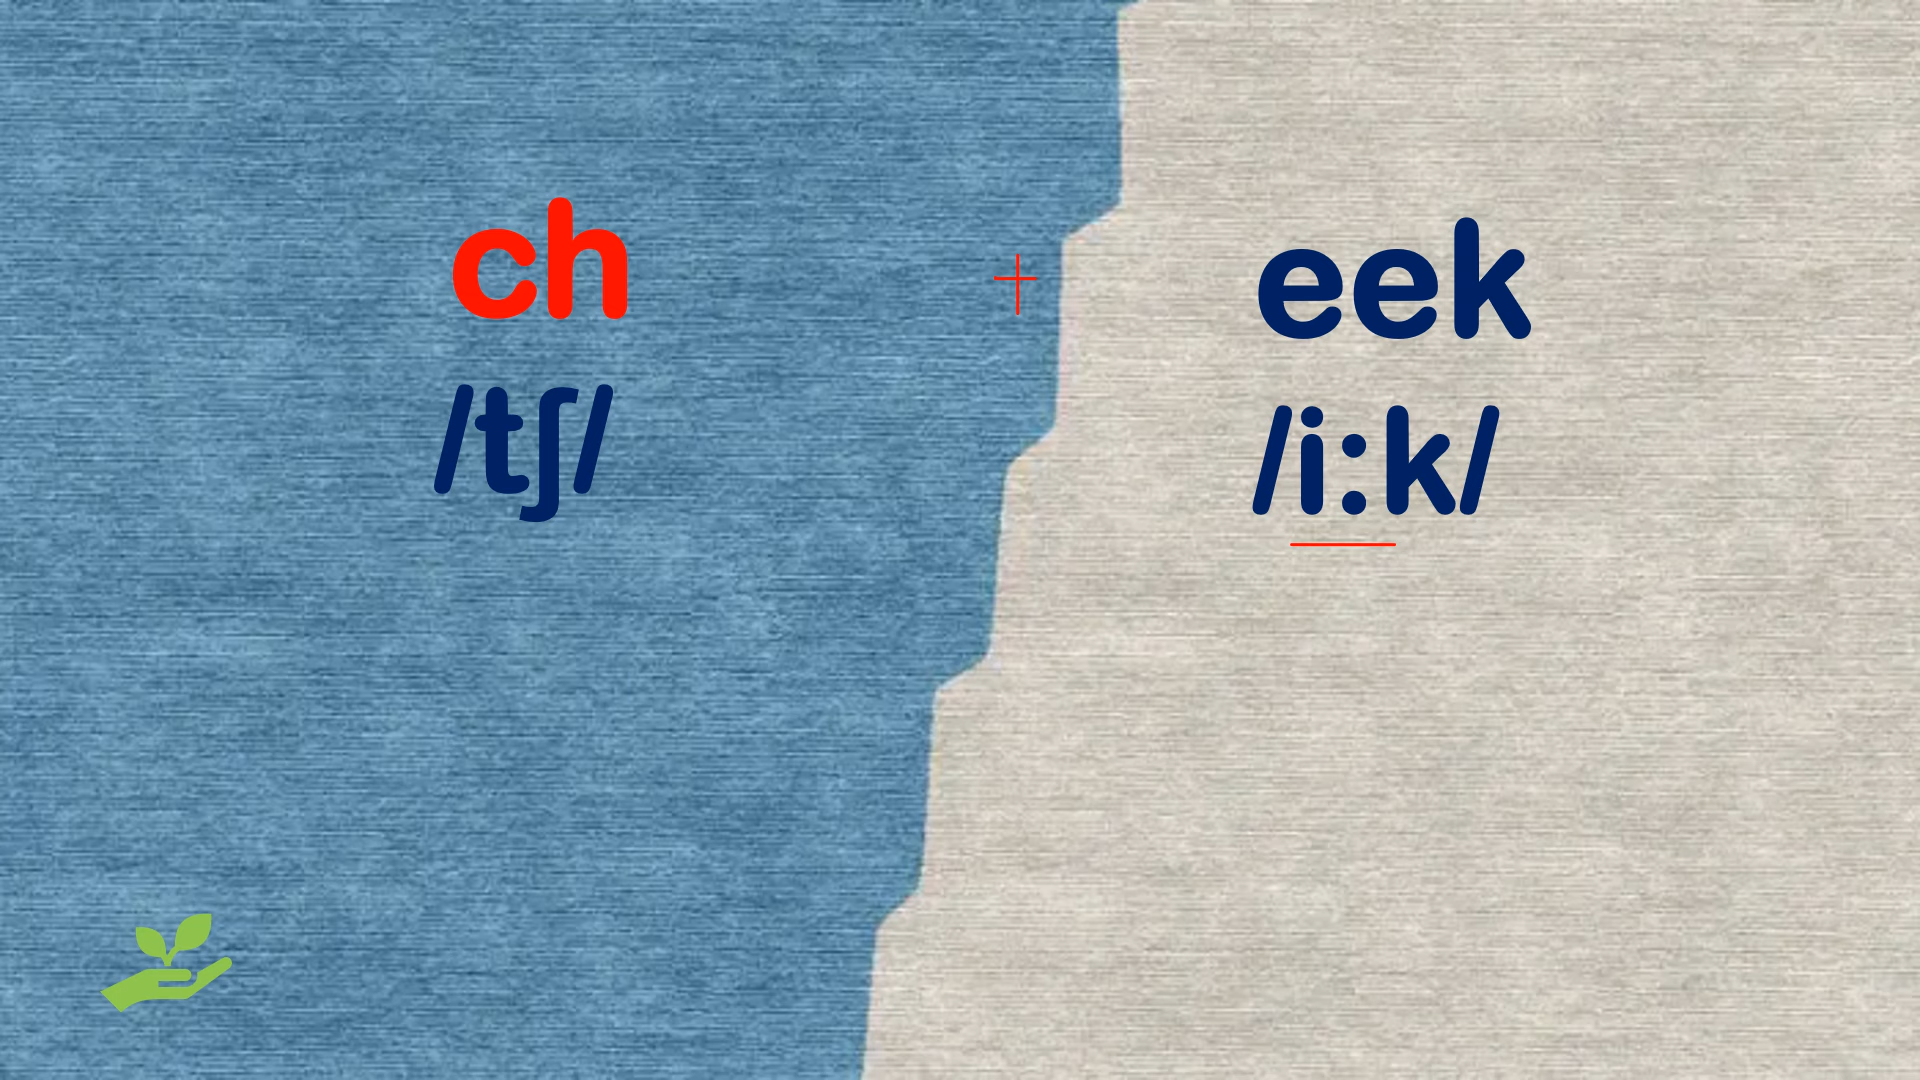 ch + eek
/tʃ/ /i:k/